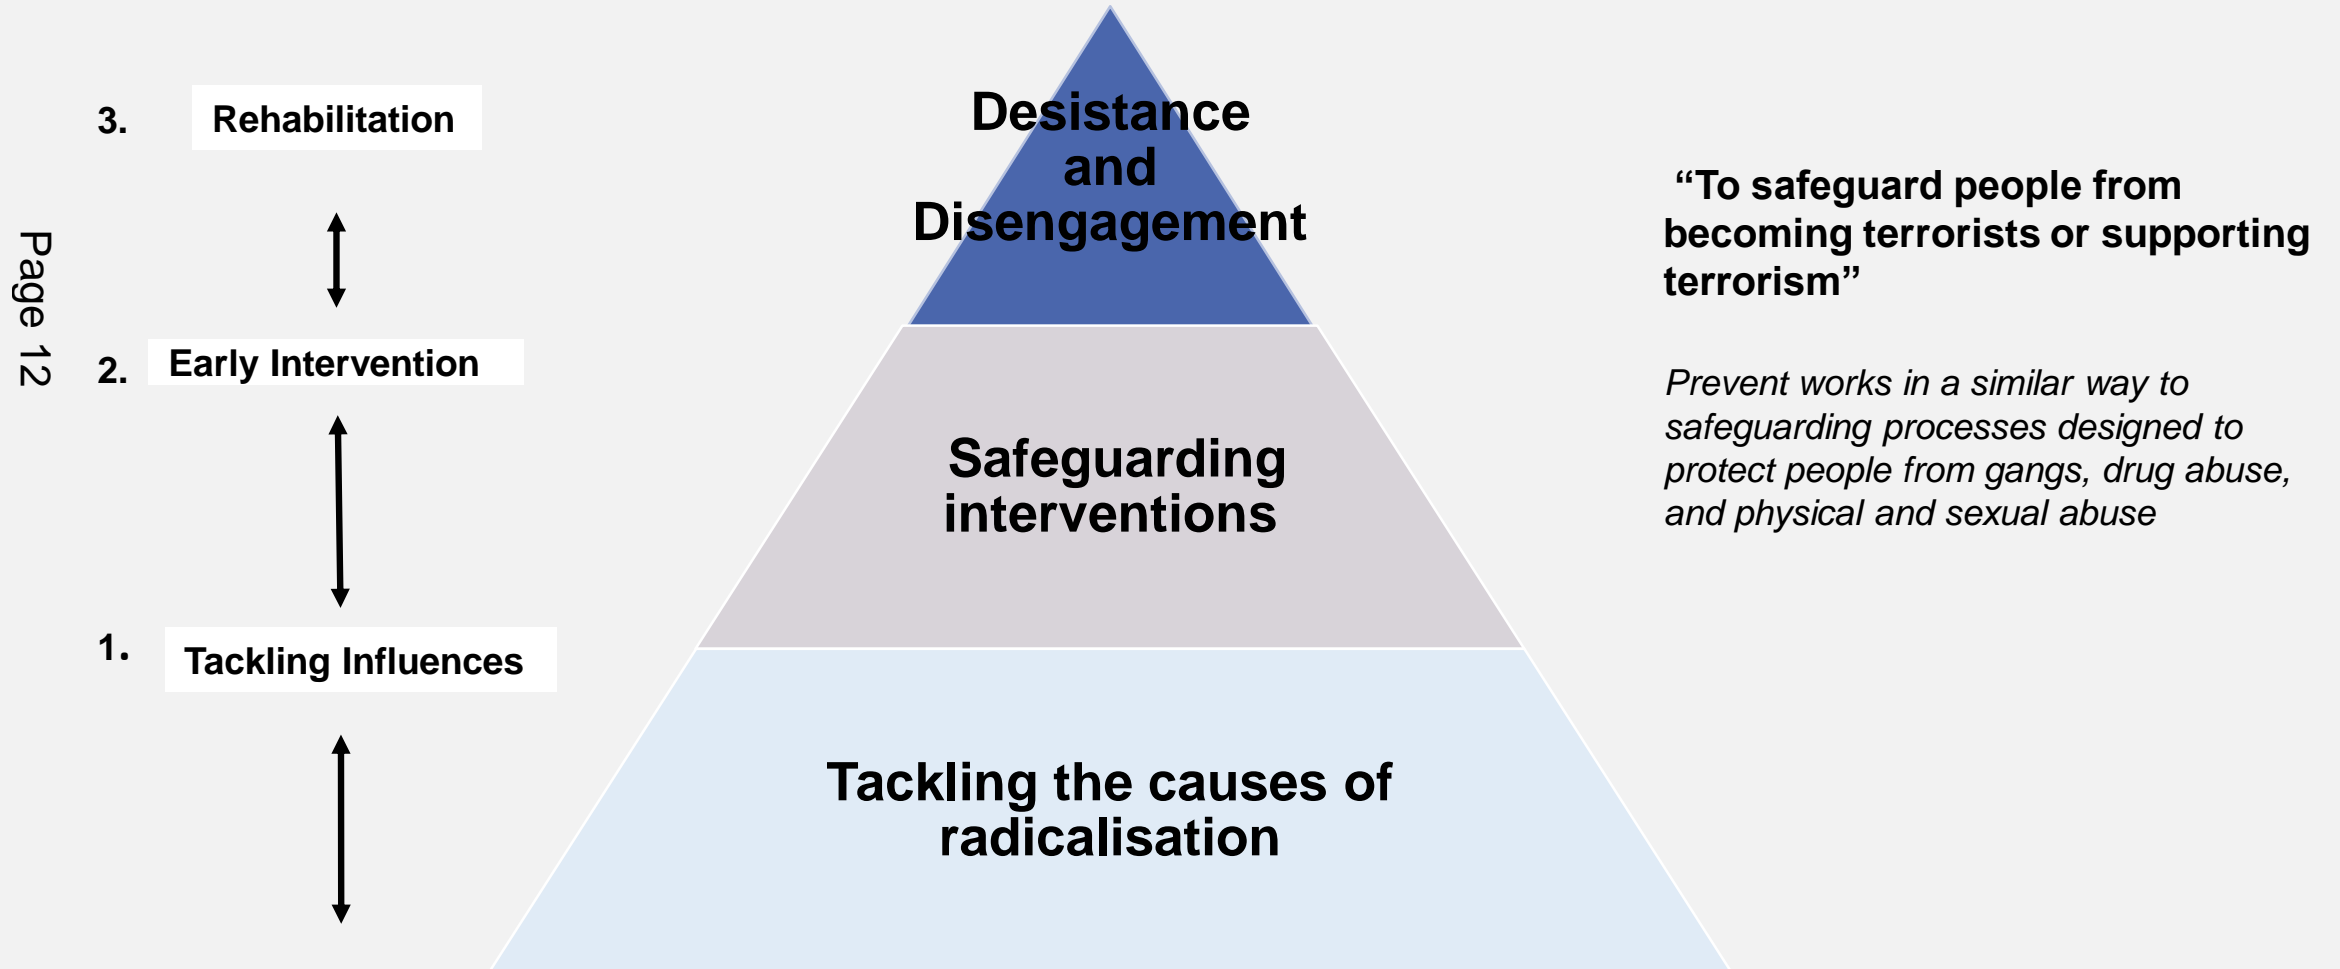 3. Rehabilitation
2. Early Intervention
1. Tackling Influences
Page 12
Desistance
and
Disengagement
Safeguarding
interventions
Tackling the causes of
radicalisation
“To safeguard people from
becoming terrorists or supporting
terrorism”
Prevent works in a similar way to
safeguarding processes designed to
protect people from gangs, drug abuse,
and physical and sexual abuse